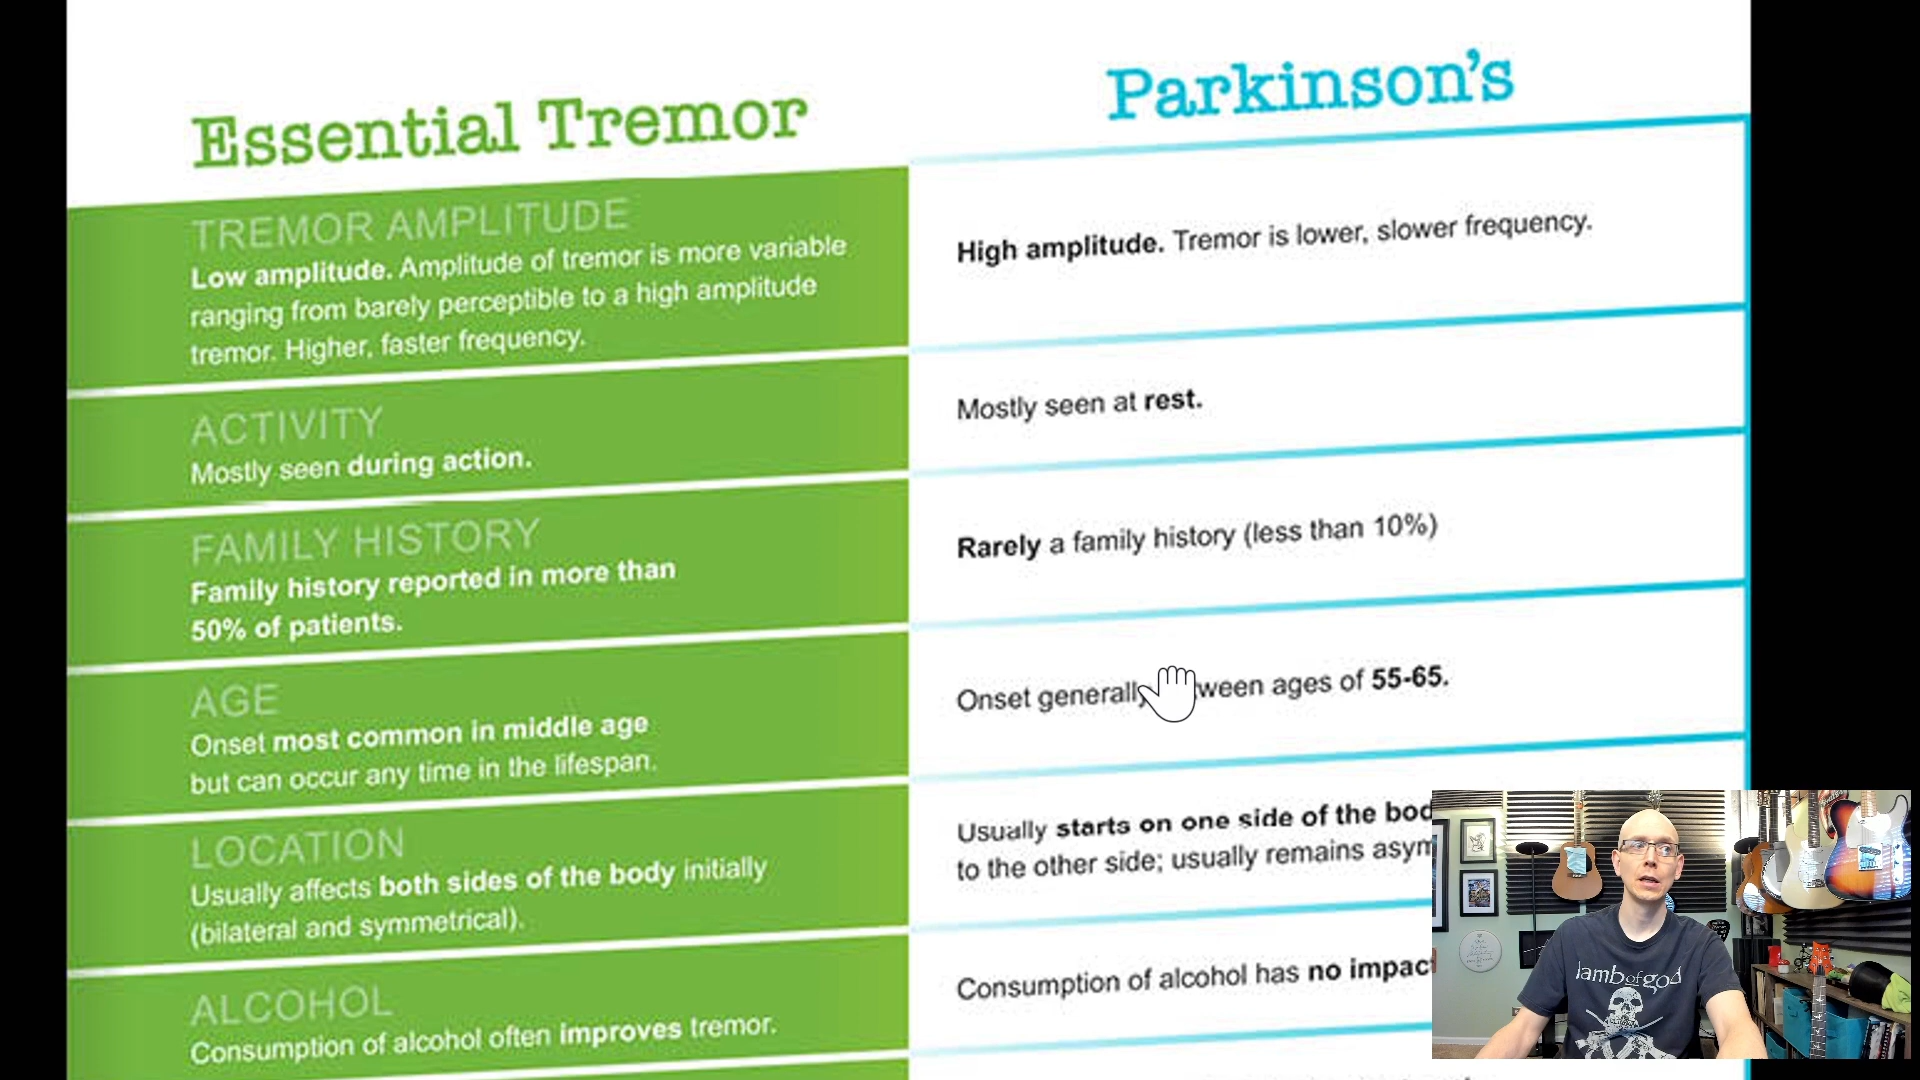 Essential Tremor
Parkinson's
TREMOR AMPLITUDE
Low amplitude. Amplitude of tremor is more variable
ranging from barely perceptible to a high amplitude
tremor. Higher, faster frequency.
High amplitude. Tremor is lower, slower frequency.
ACTIVITY
Mostly seen during action.
Mostly seen at rest.
FAMILY HISTORY
Family history reported in more than
50% of patients.
Rarely a family history (less than 10%)
AGE
Onset most common in middle age
but can occur any time in the lifespan.
Onset generally ween ages of 55-65.
LOCATION
Usually affects both sides of the body initially
(bilateral and symmetrical).
Usually starts on one side of the bod
to the other side; usually remains asym
ALCOHOL
Consumption of alcohol often improves tremor.
Consumption of alcohol has no impac
lamb of god